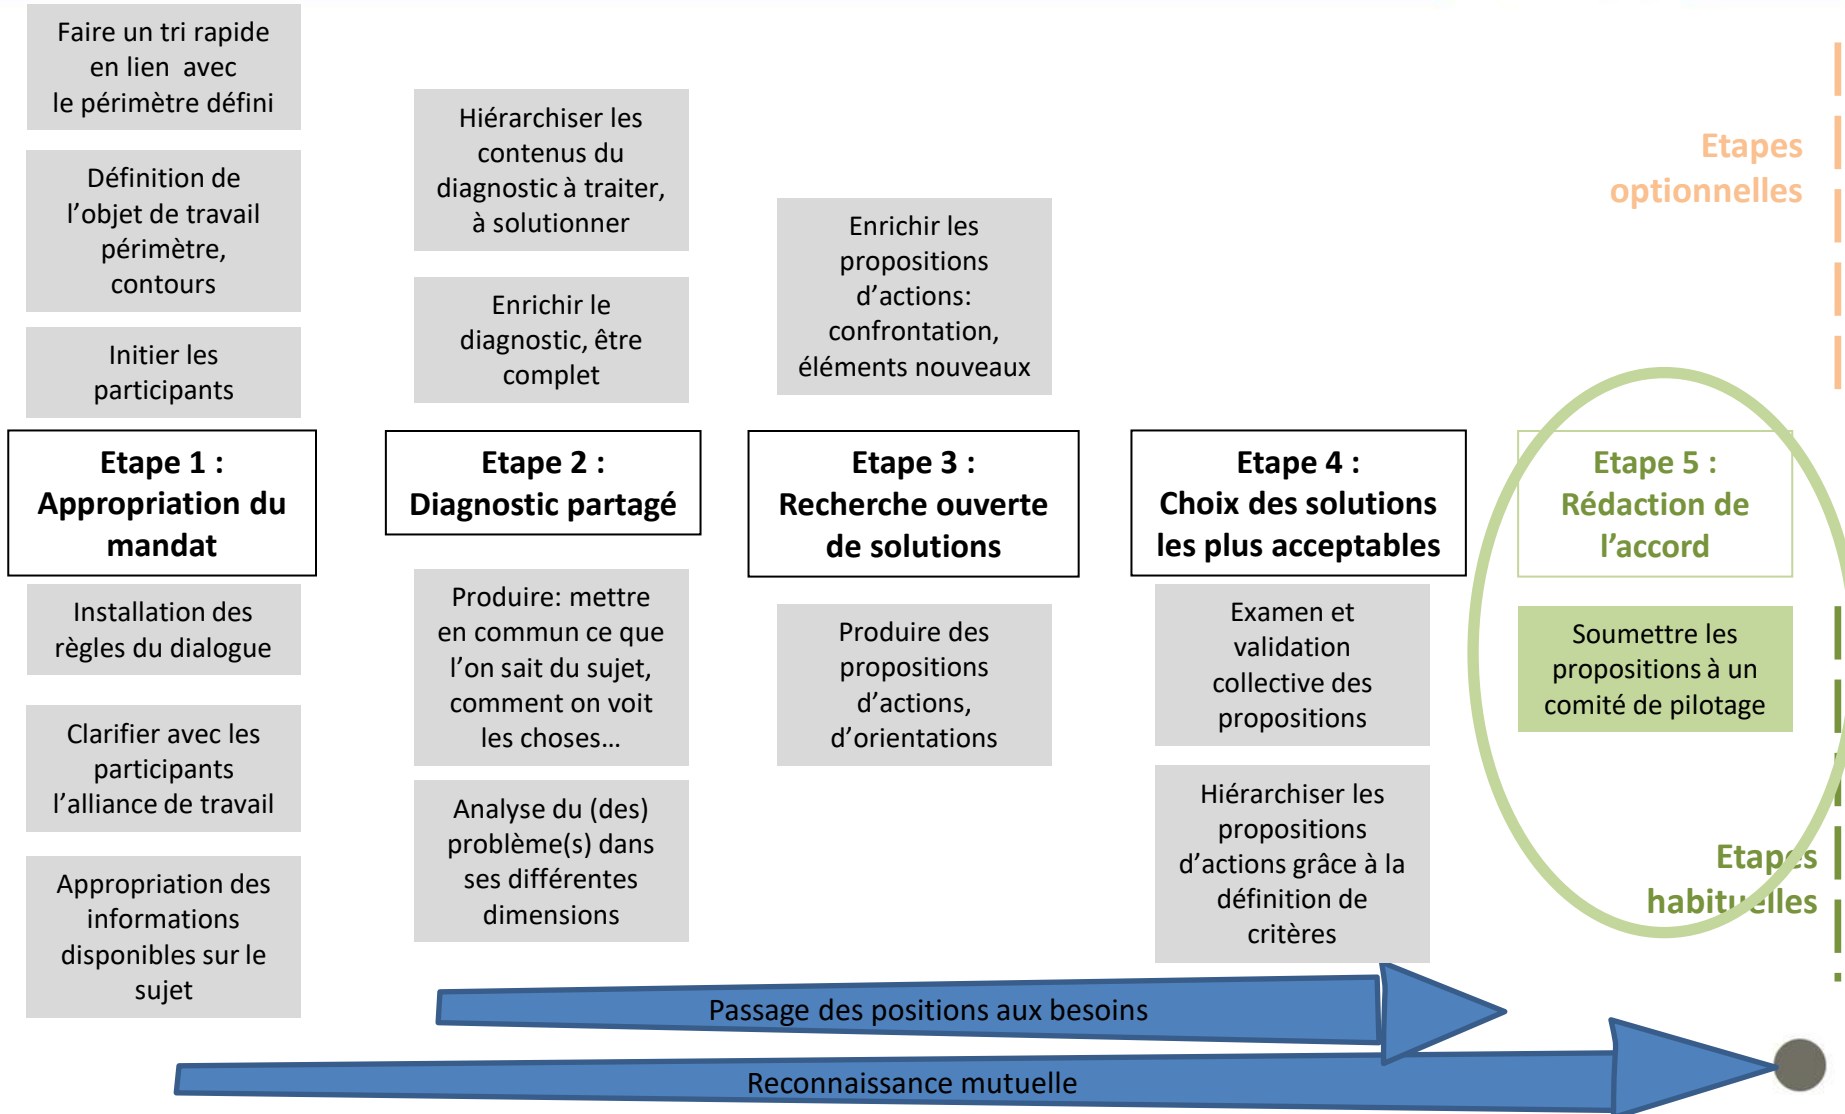 Faire un tri rapide
en lien  avec
le périmètre défini
Définition de
l’objet de travail
périmètre,
contours
Initier les
participants
Etape 1 :
Appropriation du
mandat
Installation des
règles du dialogue
Clarifier avec les
participants
l’alliance de travail
Appropriation des
informations
disponibles sur le
sujet
Hiérarchiser les
contenus du
diagnostic à traiter,
à solutionner
Enrichir le
diagnostic, être
complet
Etape 2 :
Diagnostic partagé
Produire: mettre
en commun ce que
l’on sait du sujet,
comment on voit
les choses…
Analyse du (des)
problème(s) dans
ses différentes
dimensions
Enrichir les
propositions
d’actions:
confrontation,
éléments nouveaux
Etape 3 :
Recherche ouverte
de solutions
Produire des
propositions
d’actions,
d’orientations
Etape 4 :
Choix des solutions
les plus acceptables
Examen et
validation
collective des
propositions
Hiérarchiser les
propositions
d’actions grâce à la
définition de
critères
Etapes
optionnelles
Etape 5 :
Rédaction de
l’accord
Soumettre les
propositions à un
comité de pilotage
Etapes
habituelles
Passage des positions aux besoins
Reconnaissance mutuelle